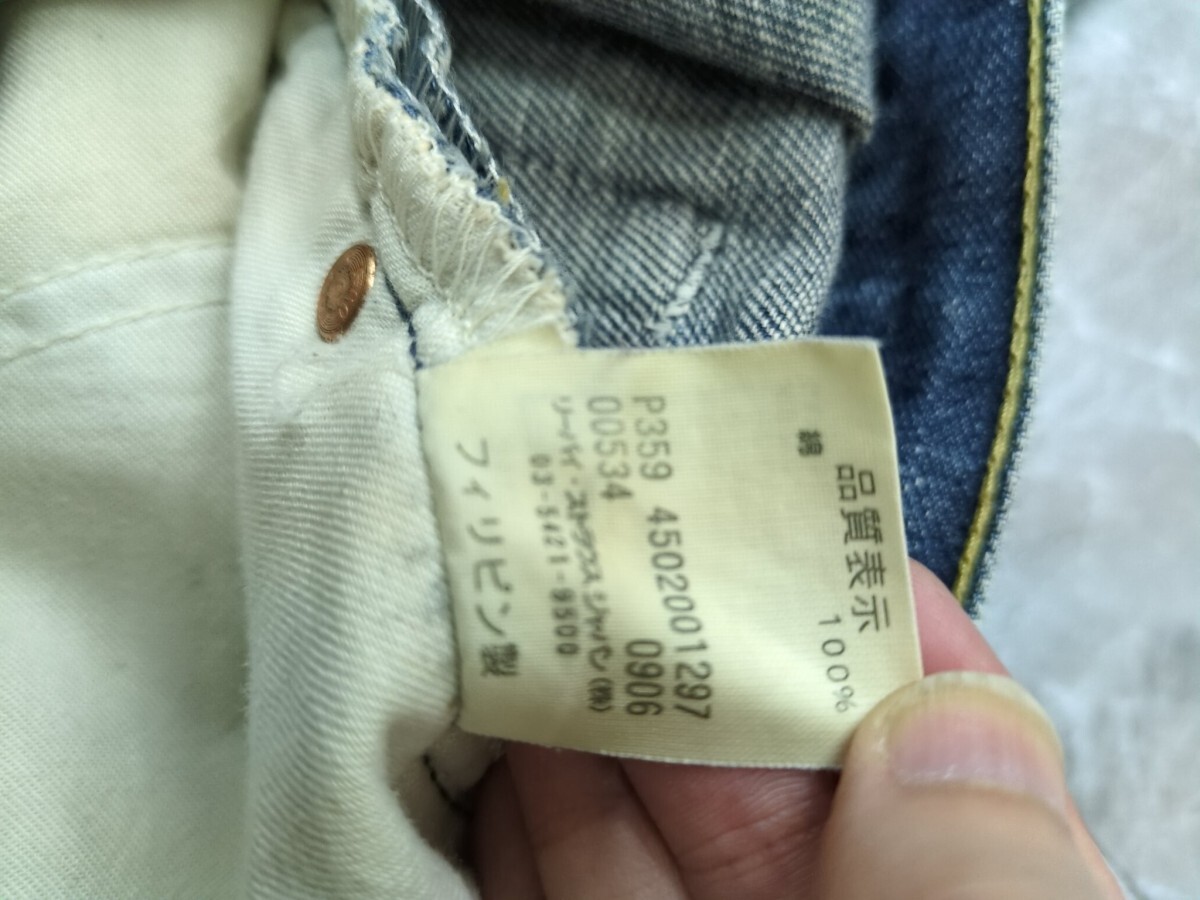 品質表示
綿 100%
P359 4502001297
00534 0906
リーバイ・ストラウス ジャパン(株)
03-5421-9500
フィリピン製